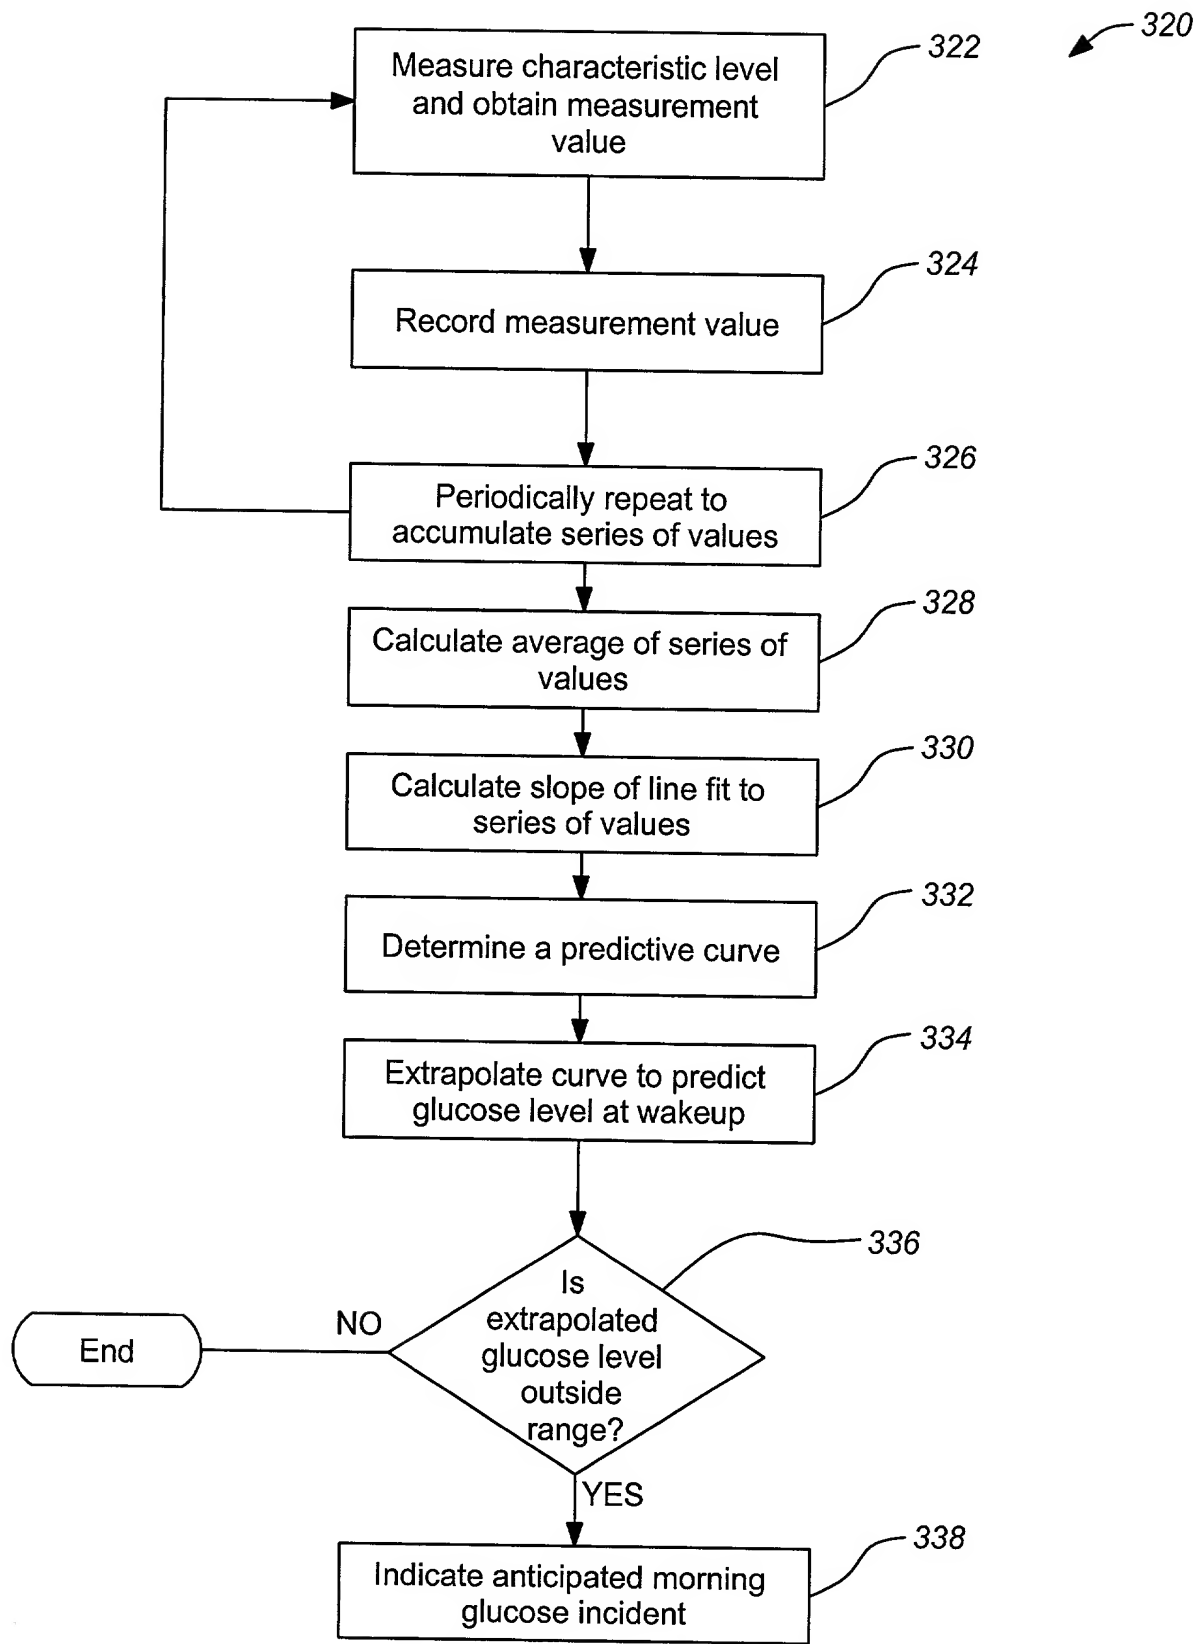 320
322
Measure characteristic level
and obtain measurement
value
324
Record measurement value
326
Periodically repeat to
accumulate series of values
328
Calculate average of series of
values
330
Calculate slope of line fit to
series of values
332
Determine a predictive curve
334
Extrapolate curve to predict
glucose level at wakeup
336
Is
extrapolated
glucose level
outside
range?
NO
End
YES
338
Indicate anticipated morning
glucose incident